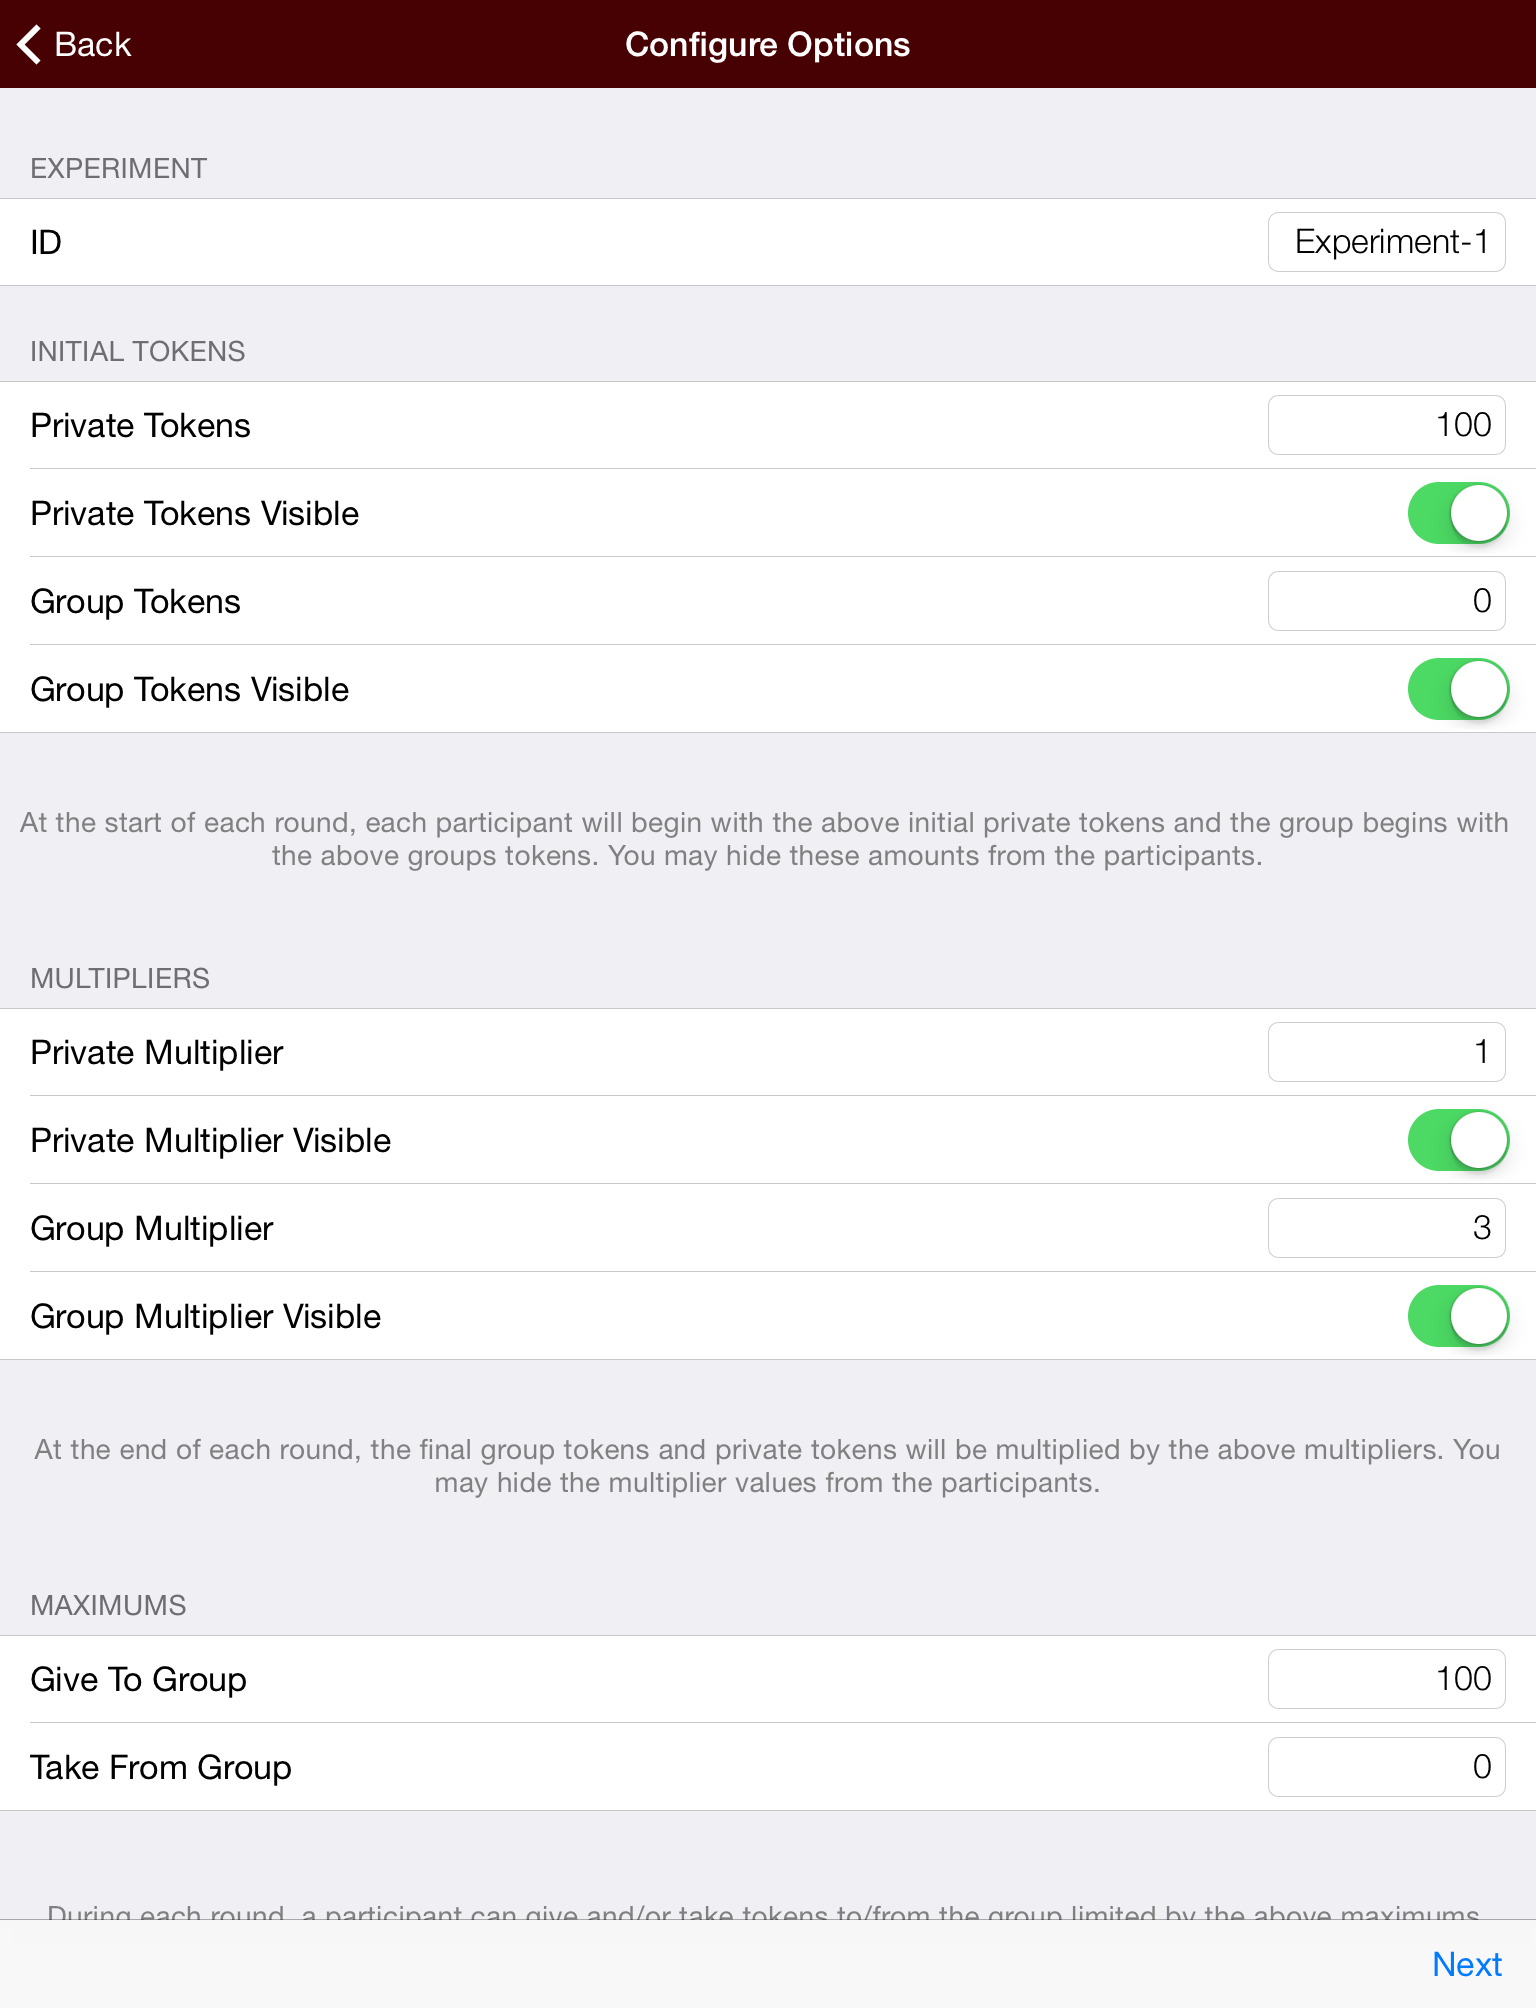 Back
Configure Options
EXPERIMENT
ID
Experiment-1
INITIAL TOKENS
Private Tokens
100
Private Tokens Visible
Group Tokens
0
Group Tokens Visible
At the start of each round, each participant will begin with the above initial private tokens and the group begins with
the above groups tokens. You may hide these amounts from the participants.
MULTIPLIERS
Private Multiplier
1
Private Multiplier Visible
Group Multiplier
3
Group Multiplier Visible
At the end of each round, the final group tokens and private tokens will be multiplied by the above multipliers. You
may hide the multiplier values from the participants.
MAXIMUMS
Give To Group
100
Take From Group
0
During each round, a participant can give and/or take tokens to/from the group limited by the above maximums
Next